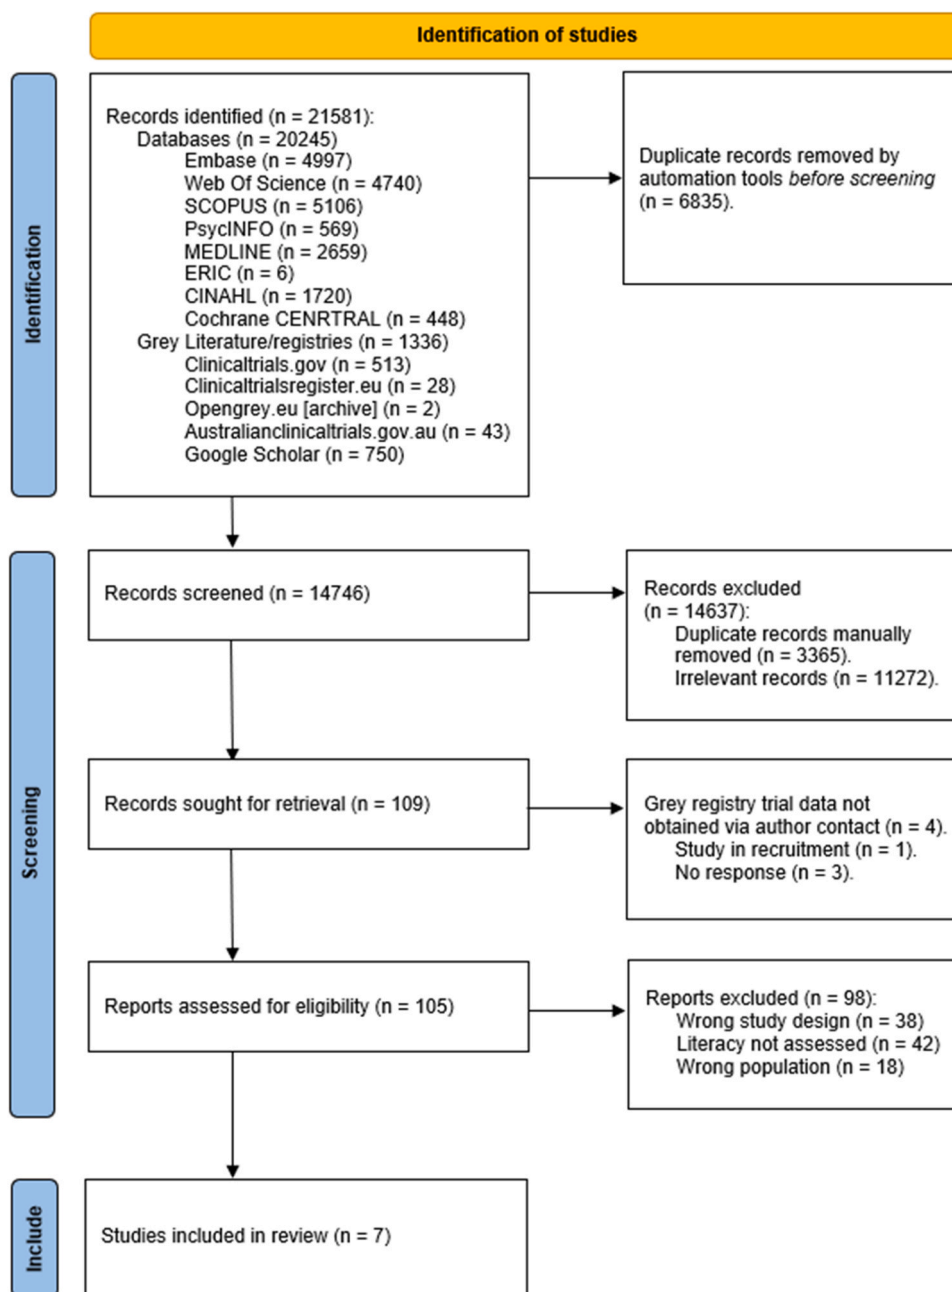 Identification of studies
Identification
Records identified (n = 21581):
Databases (n = 20245)
Embase (n = 4997)
Web Of Science (n = 4740)
SCOPUS (n = 5106)
PsycINFO (n = 569)
MEDLINE (n = 2659)
ERIC (n = 6)
CINAHL (n = 1720)
Cochrane CENRTRAL (n = 448)
Grey Literature/registries (n = 1336)
Clinicaltrials.gov (n = 513)
Clinicaltrialsregister.eu (n = 28)
Opengrey.eu [archive] (n = 2)
Australianclinicaltrials.gov.au (n = 43)
Google Scholar (n = 750)
Duplicate records removed by
automation tools before screening
(n = 6835).
Screening
Records screened (n = 14746)
Records excluded
(n = 14637):
Duplicate records manually
removed (n = 3365).
Irrelevant records (n = 11272).
Records sought for retrieval (n = 109)
Grey registry trial data not
obtained via author contact (n = 4).
Study in recruitment (n = 1).
No response (n = 3).
Reports assessed for eligibility (n = 105)
Reports excluded (n = 98):
Wrong study design (n = 38)
Literacy not assessed (n = 42)
Wrong population (n = 18)
Include
Studies included in review (n = 7)